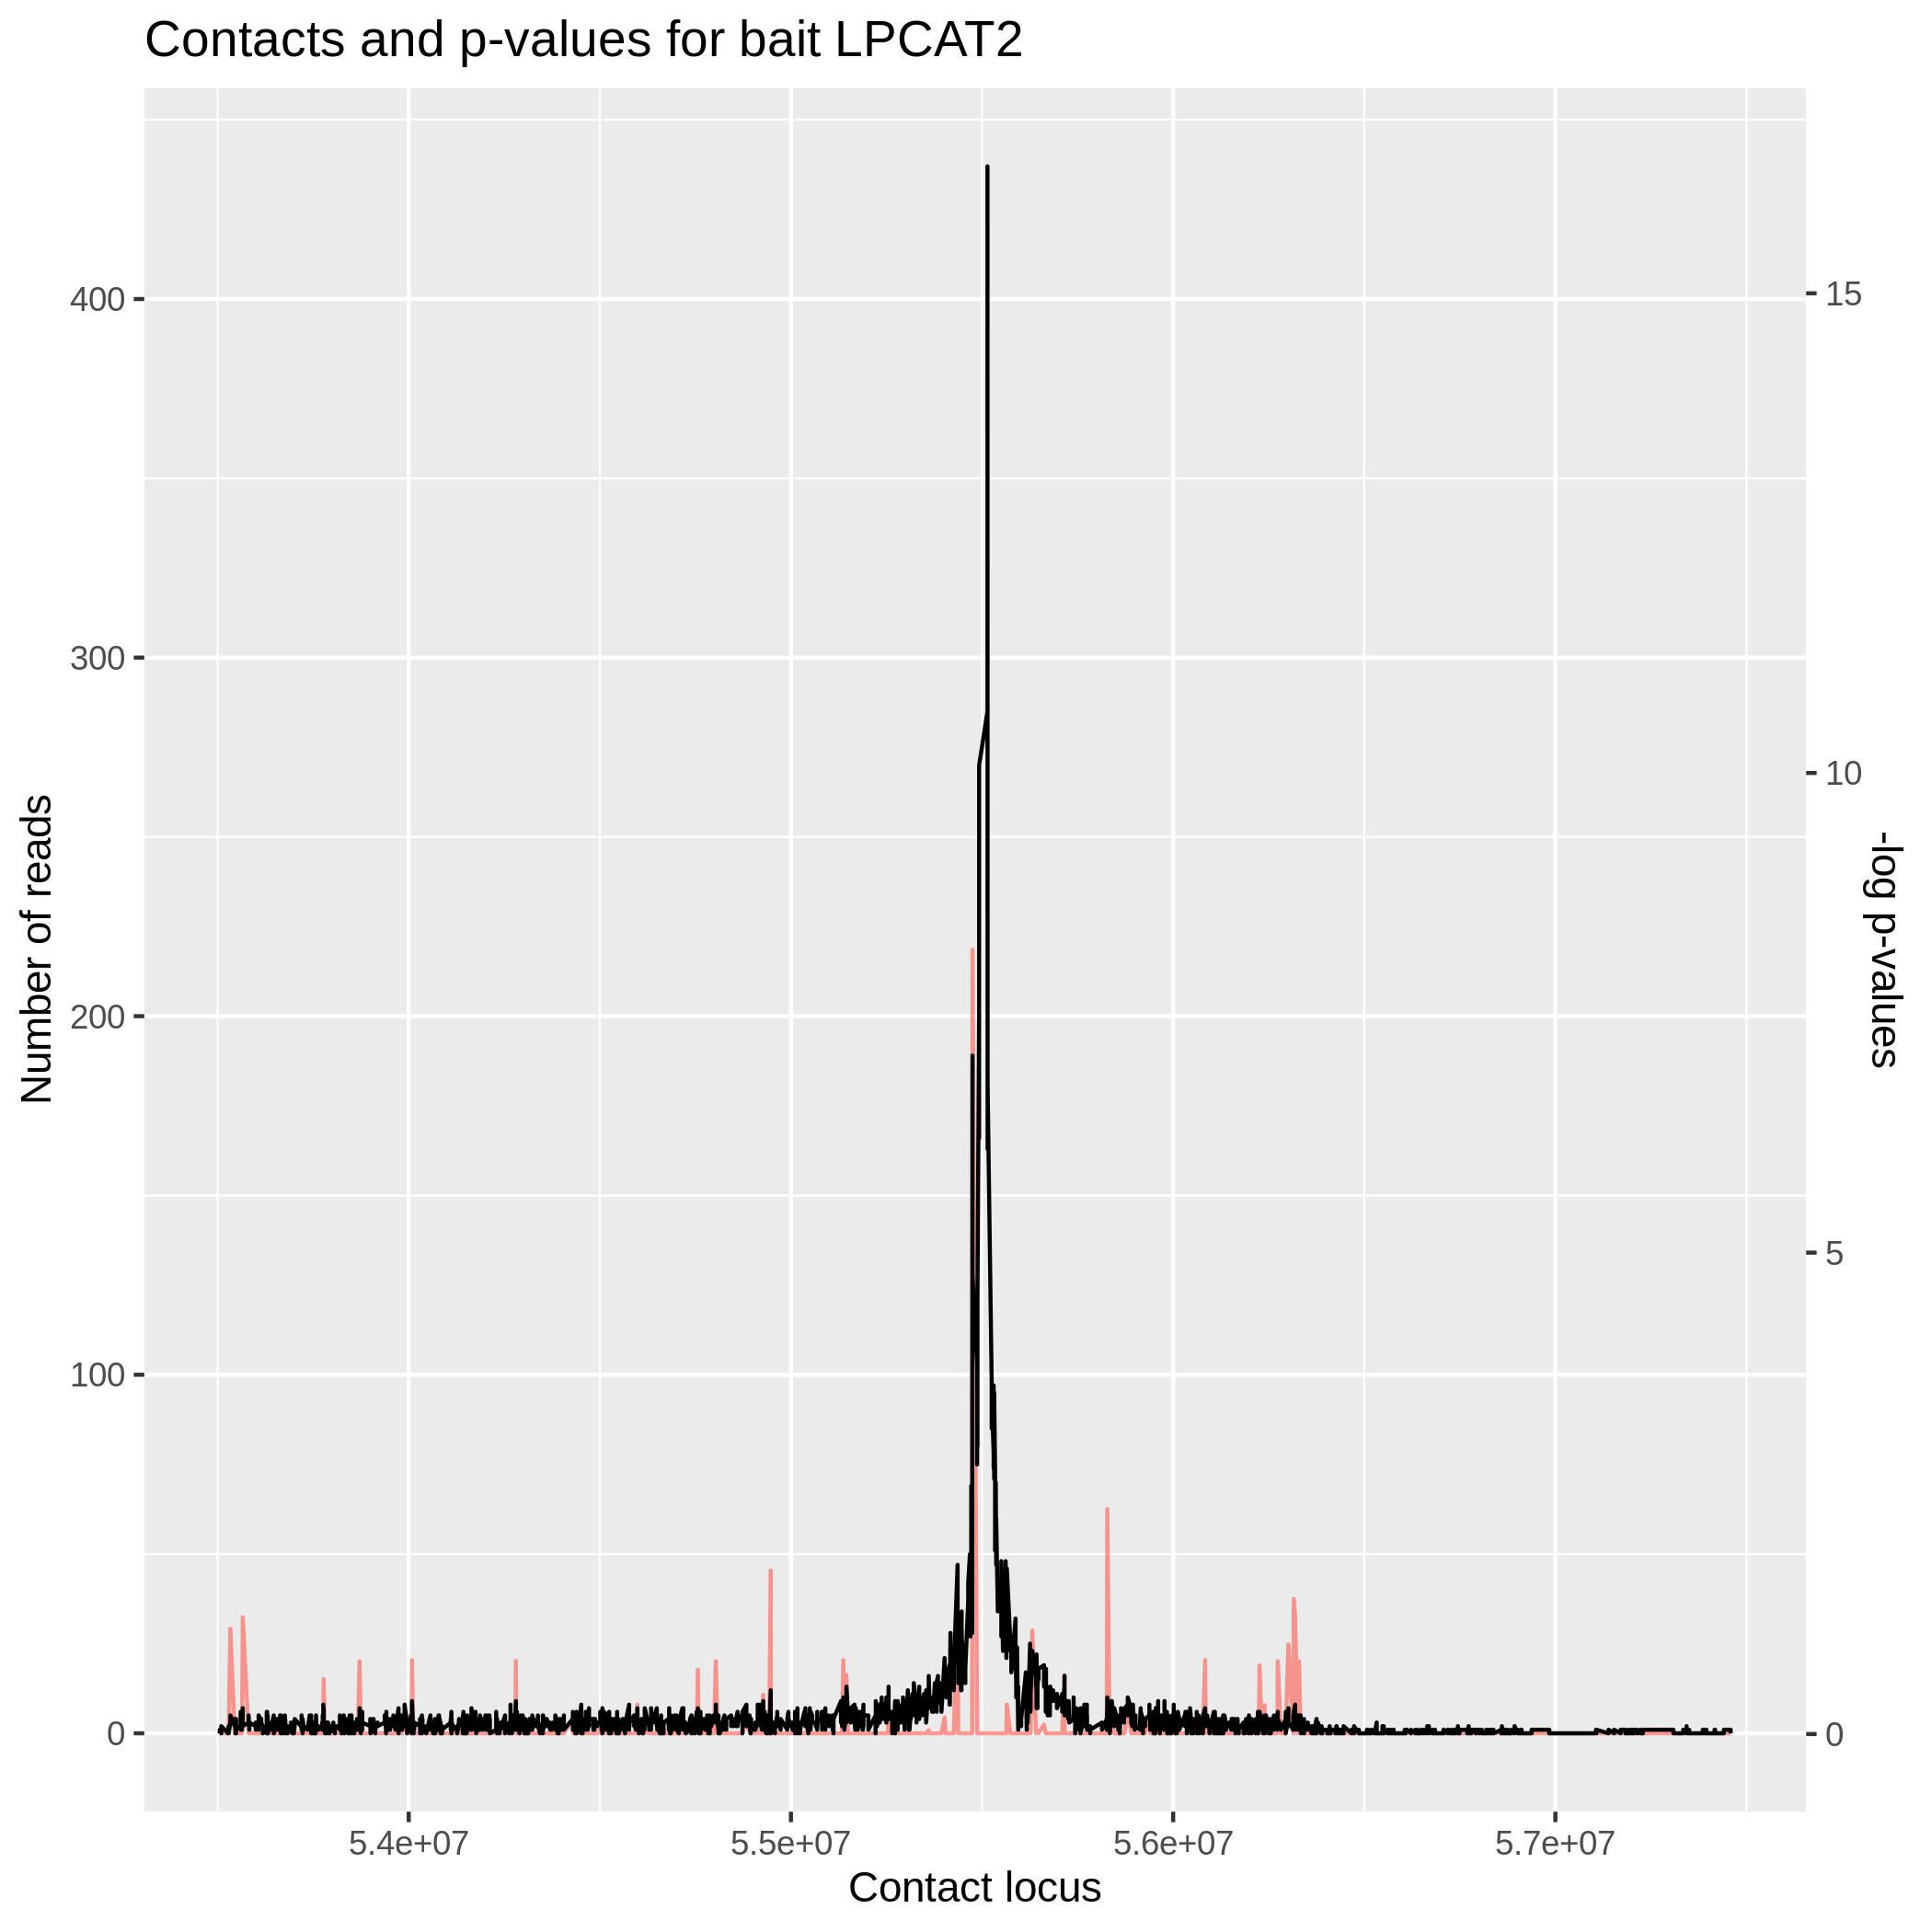 Contacts and p-values for bait LPCAT2
Number of reads
400
300
200
100
0
15
10
5
0
-log p-values
5.4e+07
5.5e+07
5.6e+07
5.7e+07
Contact locus